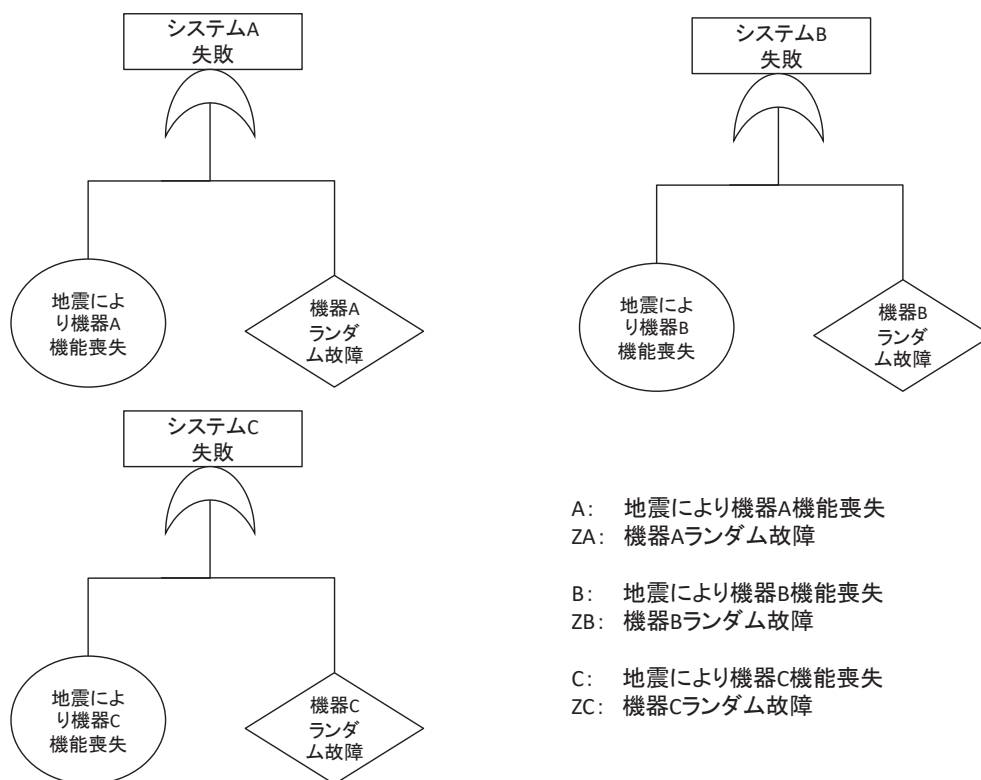 システムA
失敗
システムB
失敗
地震によ
り機器A
機能喪失
機器A
ランダ
ム故障
地震によ
り機器B
機能喪失
機器B
ランダ
ム故障
システムC
失敗
地震によ
り機器C
機能喪失
機器C
ランダ
ム故障
A: 地震により機器A機能喪失
ZA: 機器Aランダム故障
B: 地震により機器B機能喪失
ZB: 機器Bランダム故障
C: 地震により機器C機能喪失
ZC: 機器Cランダム故障